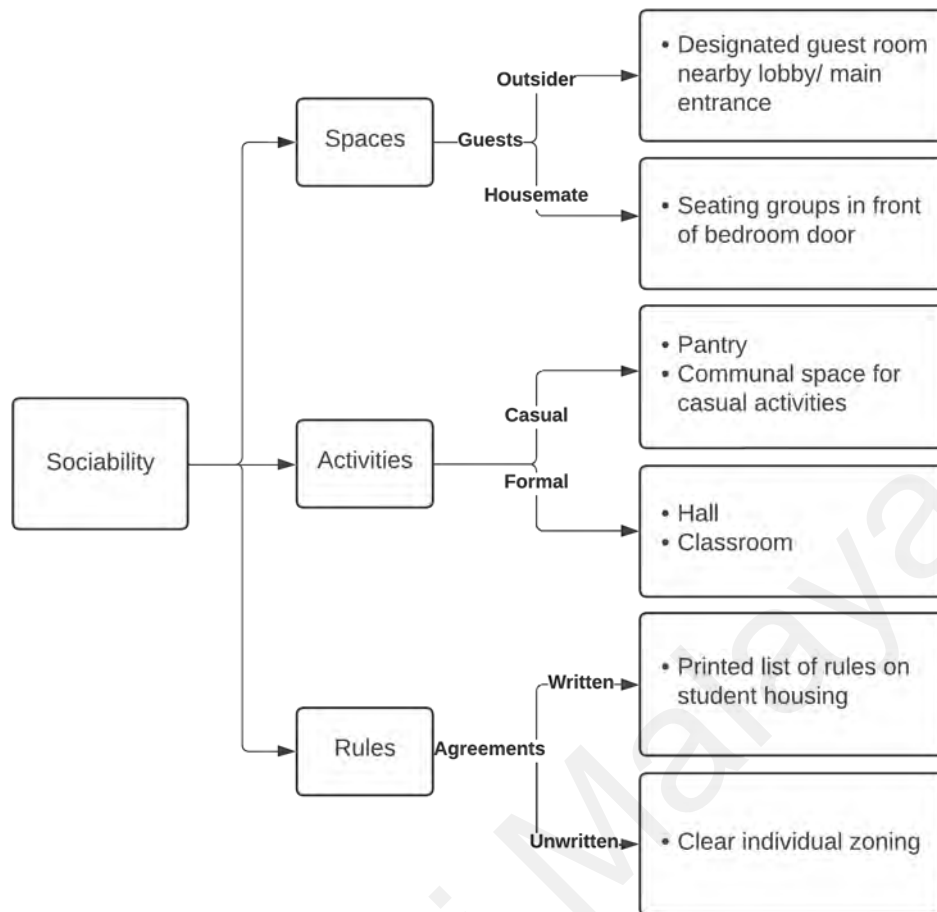 Sociability
Spaces
Guests
Outsider
• Designated guest room
nearby lobby/ main
entrance
Housemate
• Seating groups in front
of bedroom door
Activities
Casual
• Pantry
• Communal space for
casual activities
Formal
• Hall
• Classroom
Rules
Agreements
Written
• Printed list of rules on
student housing
Unwritten
• Clear individual zoning
Malaya